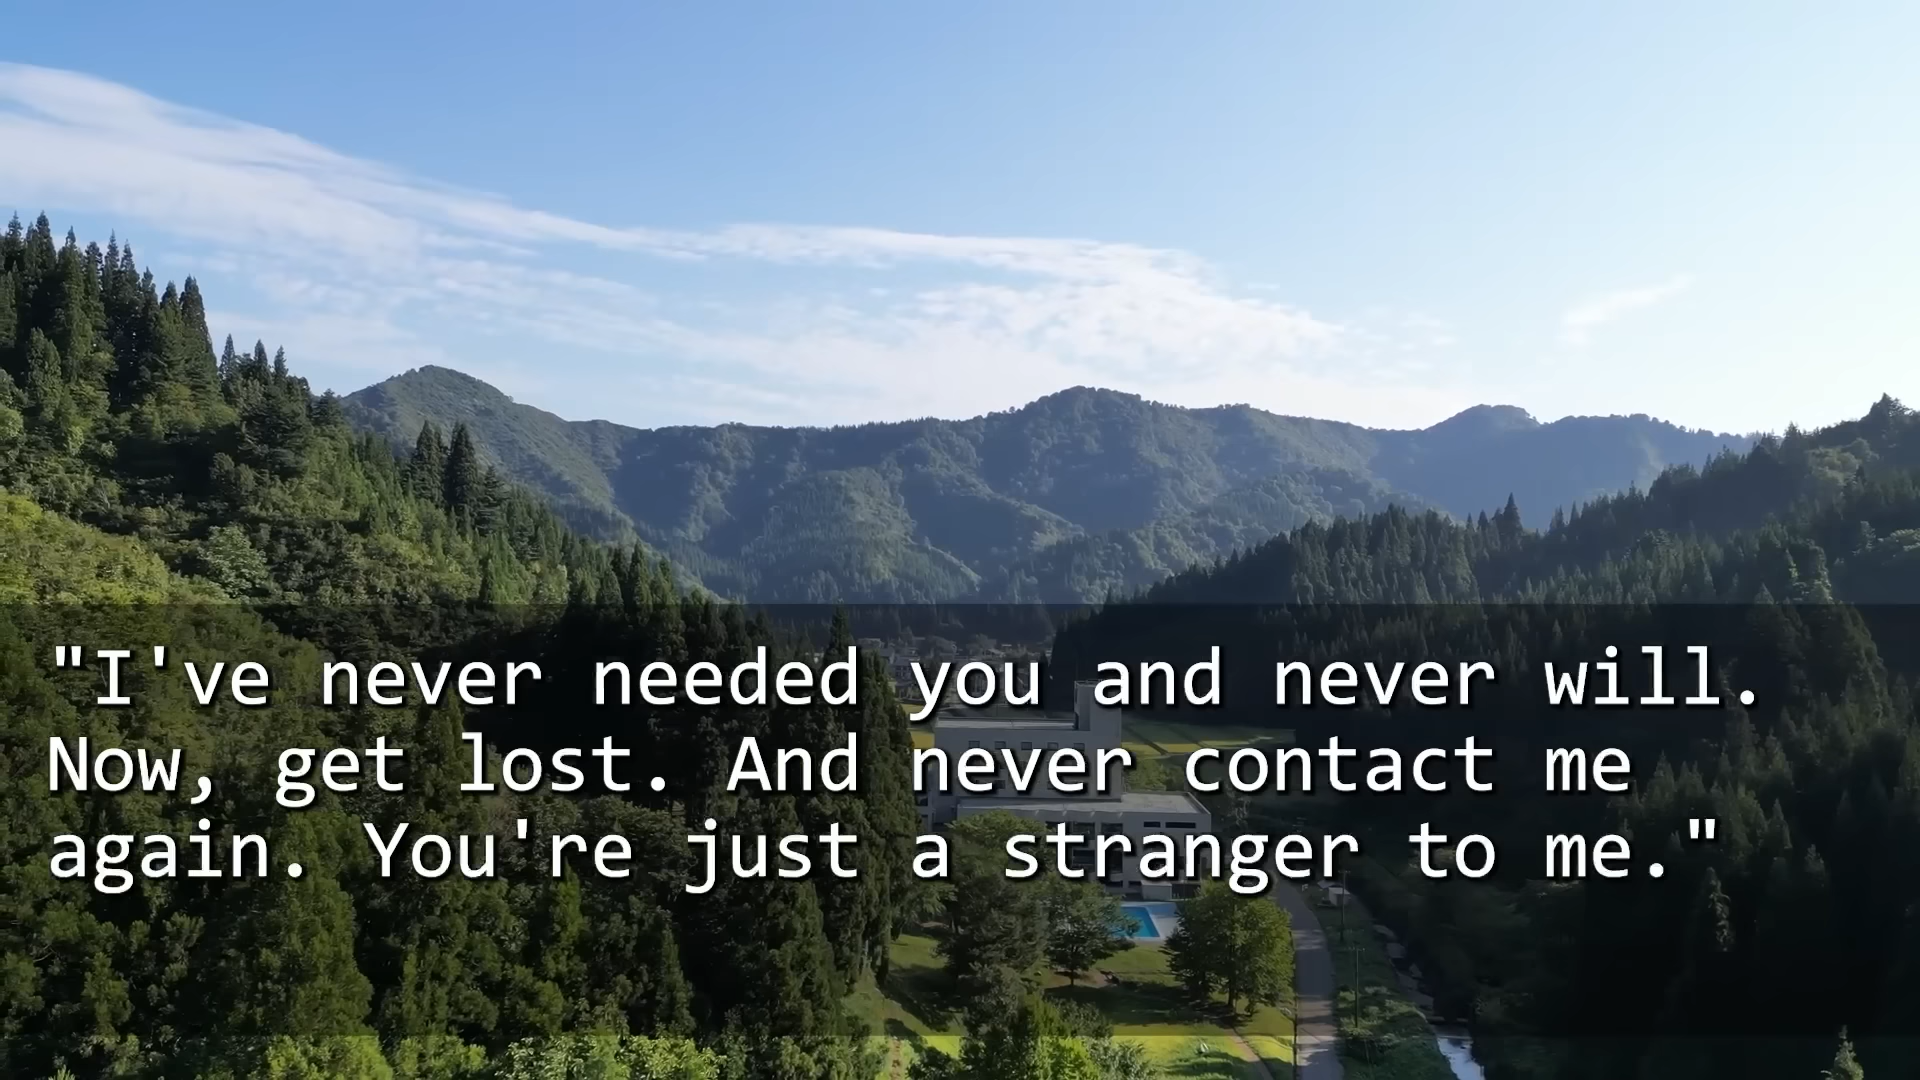 "I've never needed you and never will.
Now, get lost. And never contact me
again. You're just a stranger to me."